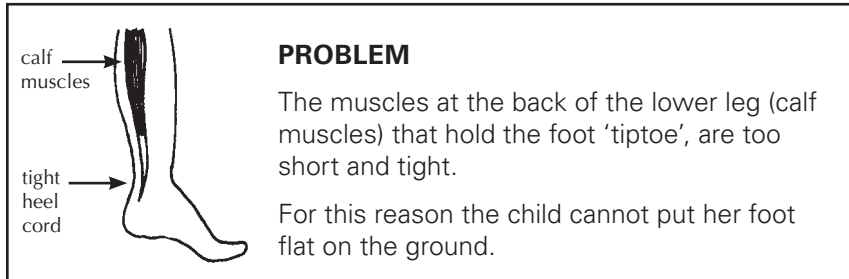 calf
muscles
tight
heel
cord
PROBLEM
The muscles at the back of the lower leg (calf
muscles) that hold the foot ‘tiptoe’, are too
short and tight.
For this reason the child cannot put her foot
flat on the ground.